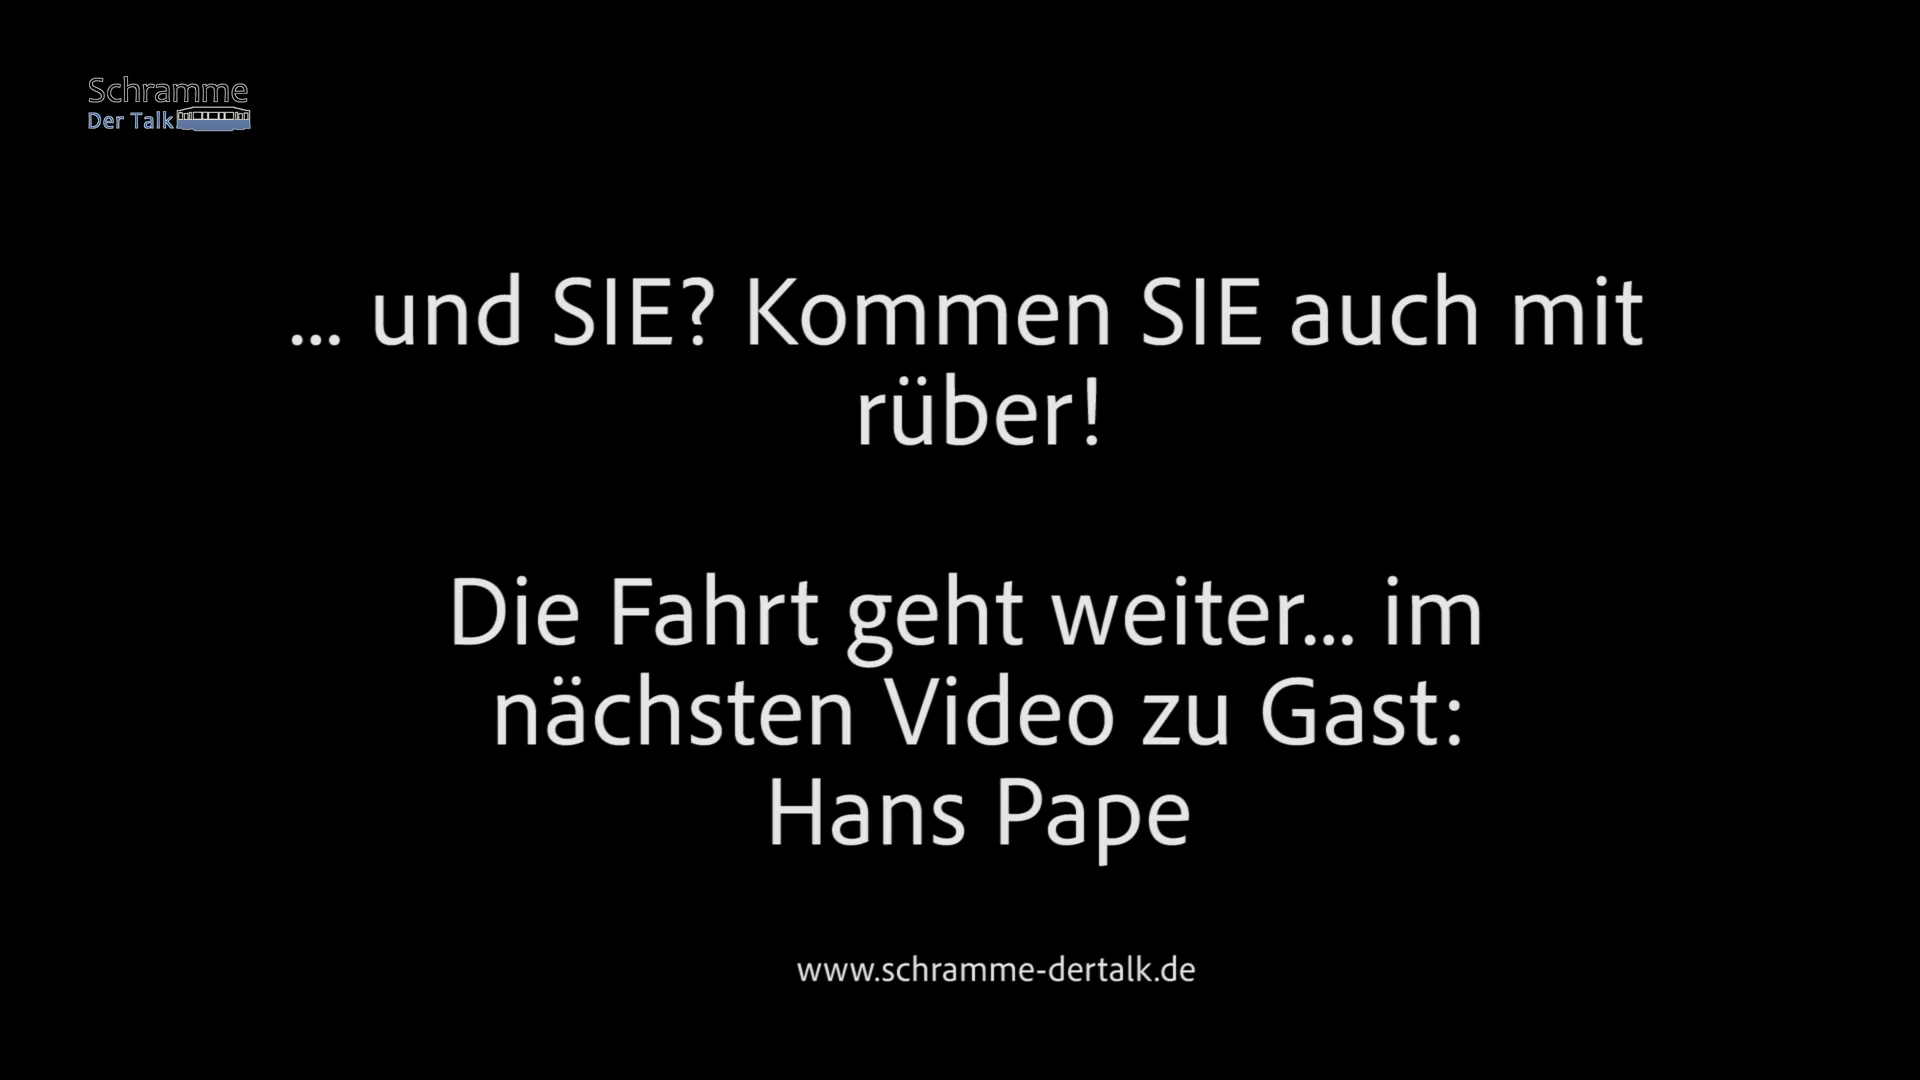 Schramme
Der Talk
... und SIE? Kommen SIE auch mit
rüber!
Die Fahrt geht weiter... im
nächsten Video zu Gast:
Hans Pape
www.schramme-dertalk.de